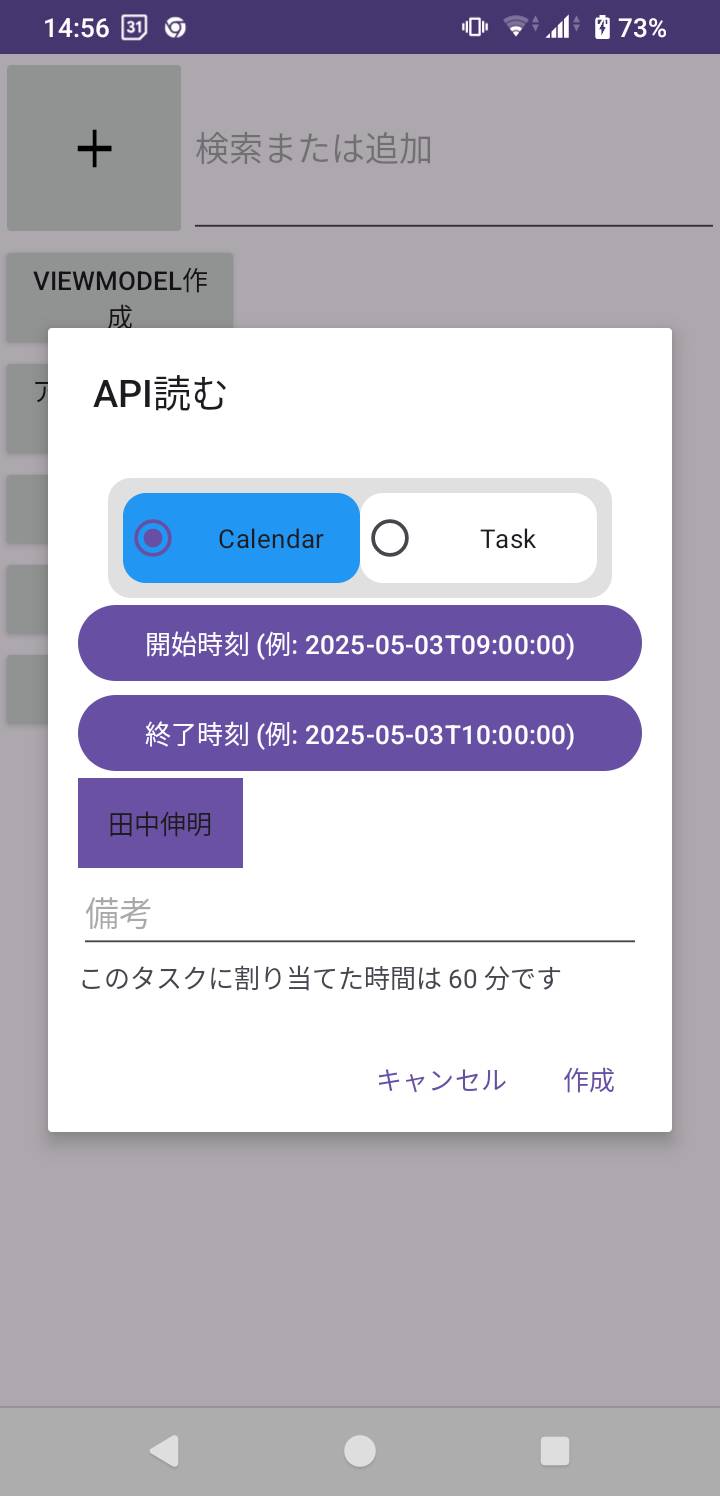 14:56 31 73%
検索または追加
VIEWMODEL作
成
ア
API読む
Calendar Task
開始時刻 (例: 2025-05-03T09:00:00)
終了時刻 (例: 2025-05-03T10:00:00)
田中伸明
備考
このタスクに割り当てた時間は 60 分です
キャンセル 作成